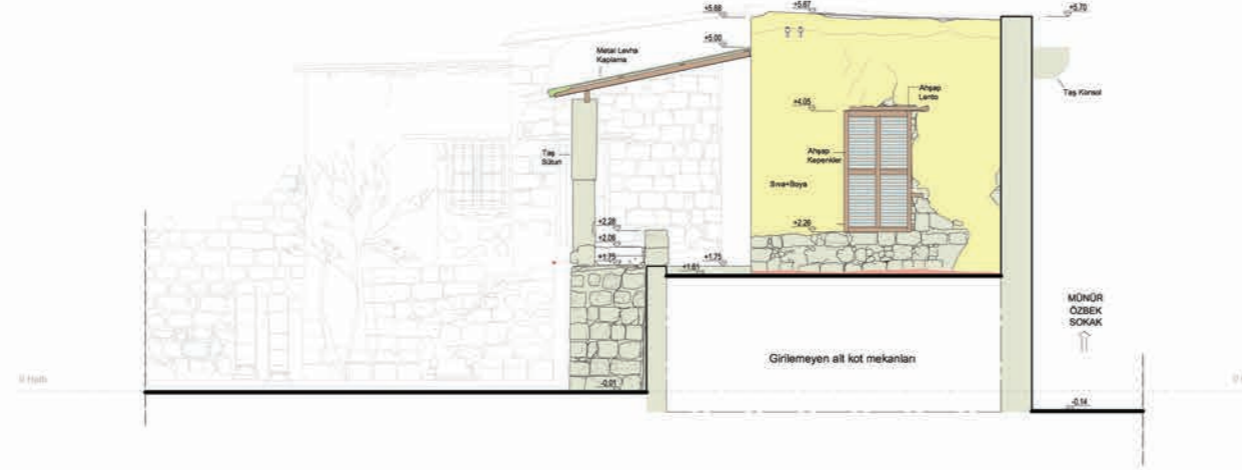 +5.68
+5.67
+5.70
+5.00
Metal Levha
Kaplama
Taş Konsol
Ahşap
Lento
+4.05
Taş
Sütun
Ahşap
Kepenkler
Sıva+Boya
+2.28
+2.26
+2.06
+1.75
+1.75
+1.61
MÜNÜR
ÖZBEK
SOKAK
Girilemeyen alt kot mekanları
-0.01
-0.14